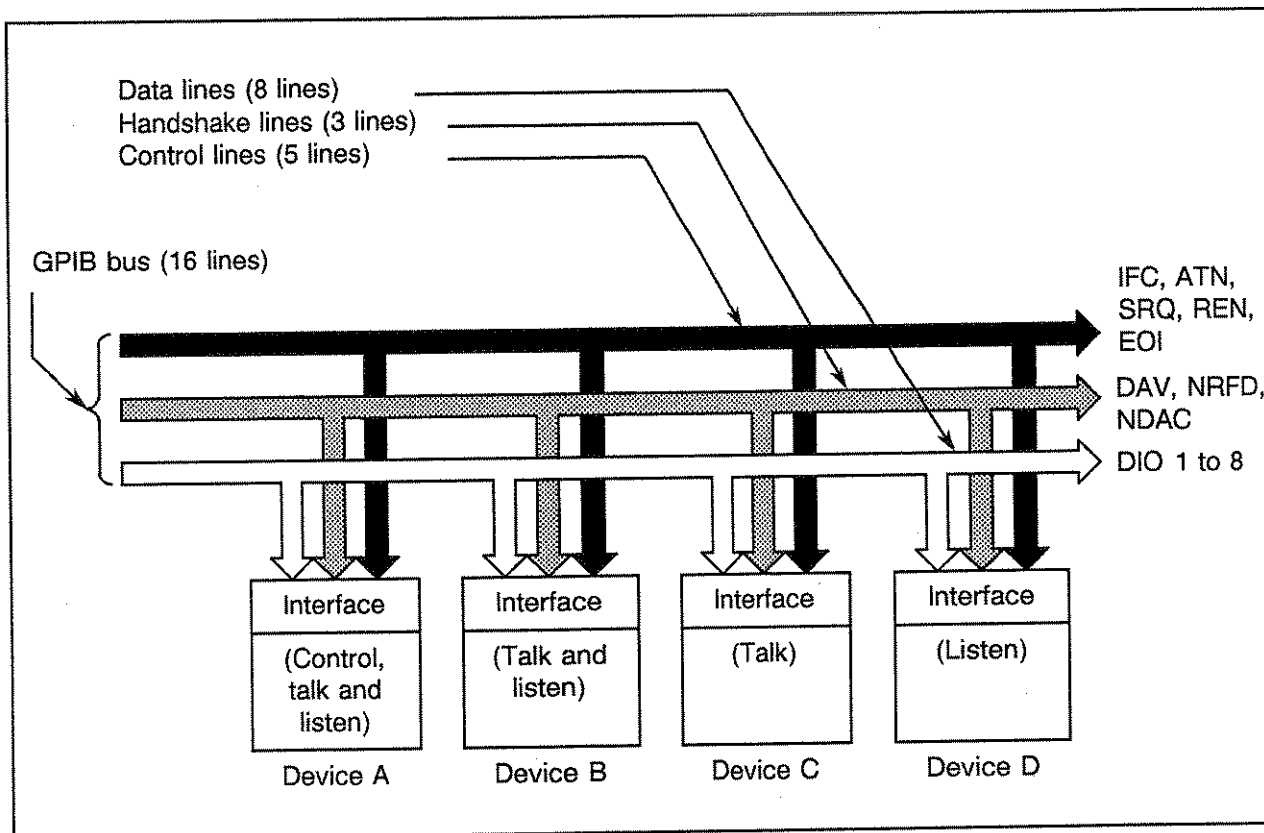 Data lines (8 lines)
Handshake lines (3 lines)
Control lines (5 lines)
GPIB bus (16 lines)
IFC, ATN,
SRQ, REN,
EOI
DAV, NRFD,
NDAC
DIO 1 to 8
Interface
(Control,
talk and
listen)
Device A
Interface
(Talk and
listen)
Device B
Interface
(Talk)
Device C
Interface
(Listen)
Device D